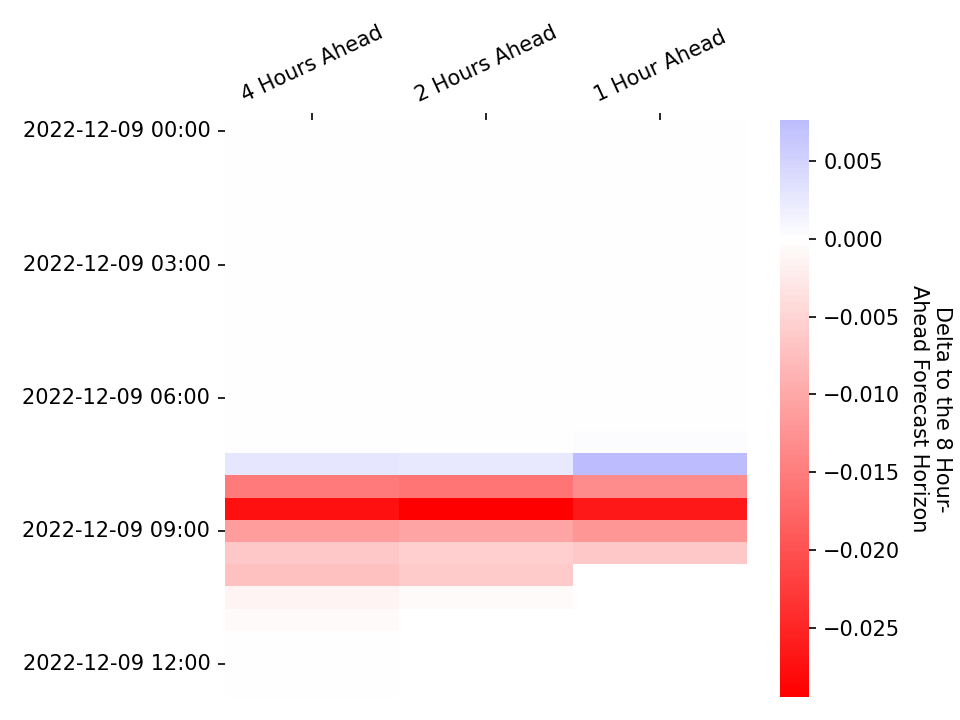 4 Hours Ahead
2 Hours Ahead
1 Hour Ahead
2022-12-09 00:00
2022-12-09 03:00
2022-12-09 06:00
2022-12-09 09:00
2022-12-09 12:00
0.005
0.000
−0.005
−0.010
−0.015
−0.020
−0.025
Delta to the 8 Hour-
Ahead Forecast Horizon